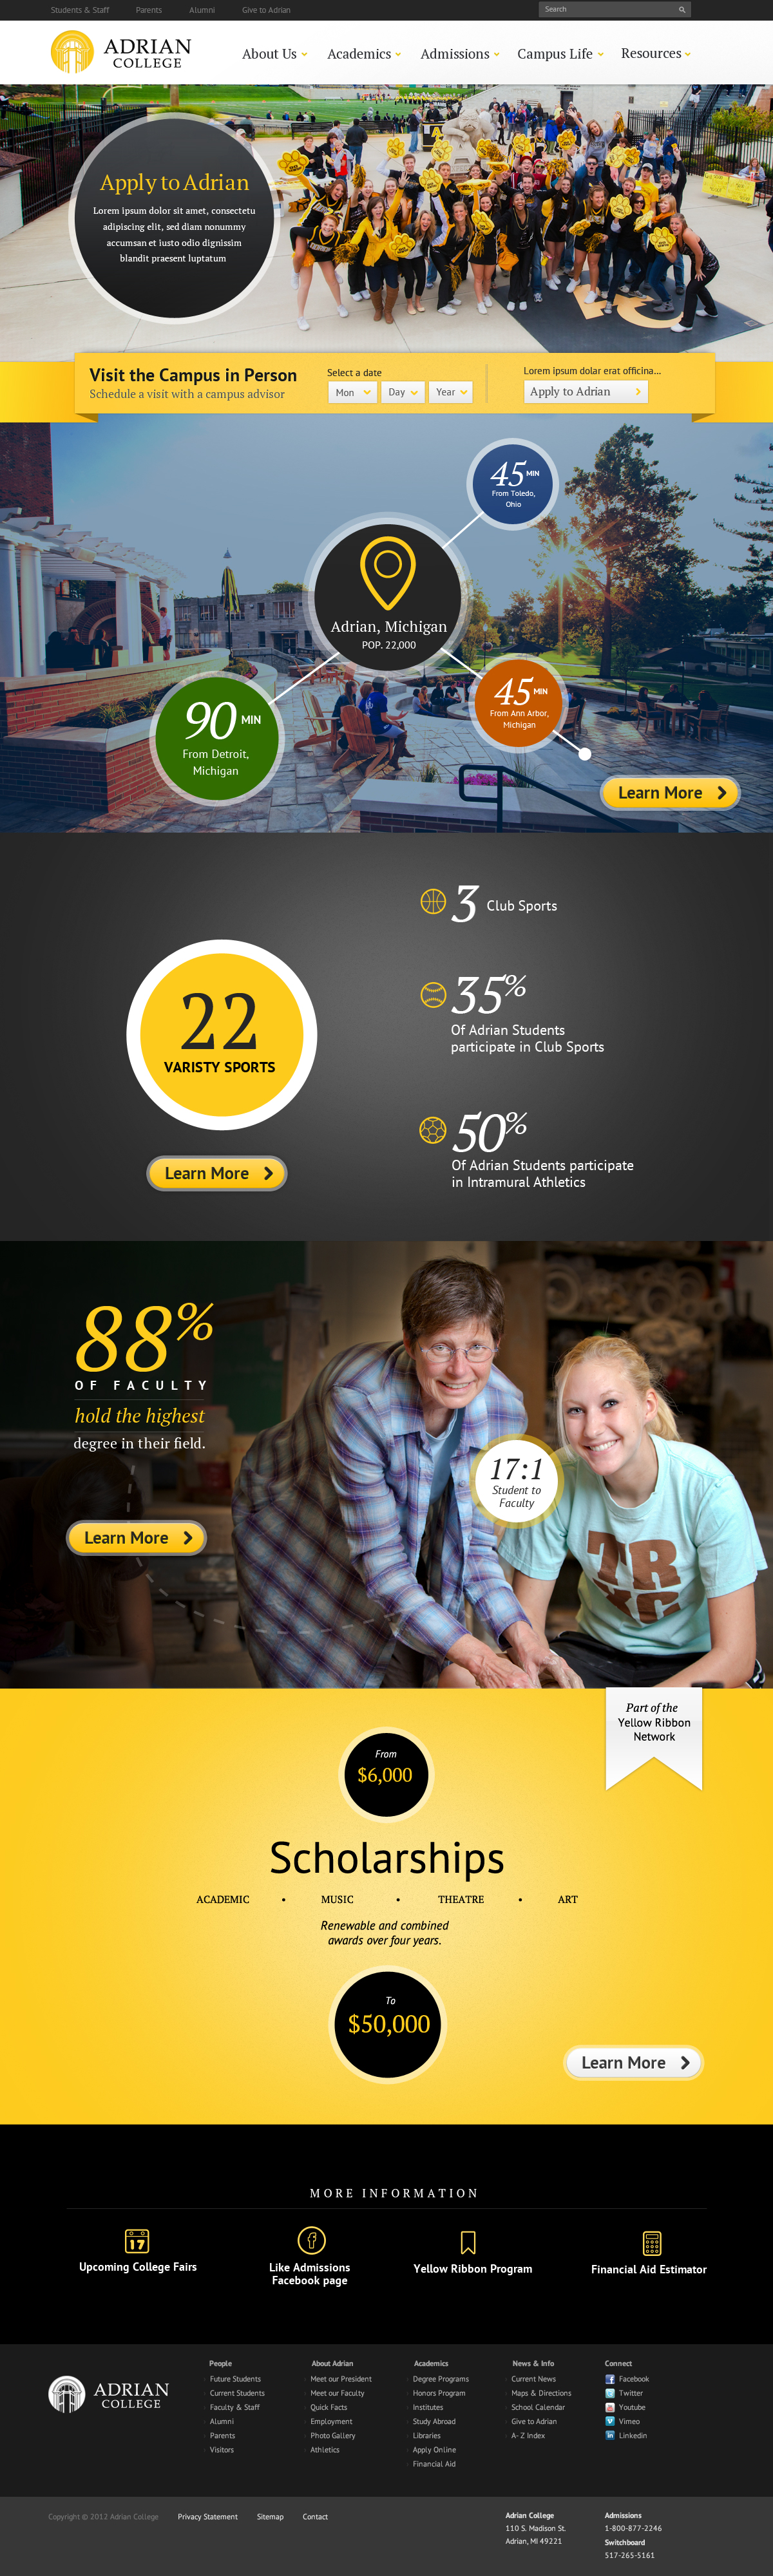 Students & Staff Parents Alumni Give to Adrian Search
ADRIAN
COLLEGE
About Us Academics Admissions Campus Life Resources
Apply to Adrian
Lorem ipsum dolor sit amet, consectetu
adipiscing elit, sed diam nonummy
accumsan et iusto odio dignissim
blandit praesent luptatum
Visit the Campus in Person
Schedule a visit with a campus advisor
Select a date
Mon Day Year
Lorem ipsum dolar erat officina...
Apply to Adrian
45 MIN
From Toledo,
Ohio
Adrian, Michigan
POP. 22,000
90 MIN
From Detroit,
Michigan
45 MIN
From Ann Arbor,
Michigan
Learn More
22
VARISTY SPORTS
Learn More
3 Club Sports
35%
Of Adrian Students
participate in Club Sports
50%
Of Adrian Students participate
in Intramural Athletics
88%
OF FACULTY
hold the highest
degree in their field.
Learn More
17:1
Student to
Faculty
Part of the
Yellow Ribbon
Network
From
$6,000
Scholarships
ACADEMIC • MUSIC • THEATRE • ART
Renewable and combined
awards over four years.
To
$50,000
Learn More
MORE INFORMATION
17
Upcoming College Fairs
Like Admissions
Facebook page
Yellow Ribbon Program
Financial Aid Estimator
ADRIAN
COLLEGE
People
Future Students
Current Students
Faculty & Staff
Alumni
Parents
Visitors
About Adrian
Meet our President
Meet our Faculty
Quick Facts
Employment
Photo Gallery
Athletics
Academics
Degree Programs
Honors Program
Institutes
Study Abroad
Libraries
Apply Online
Financial Aid
News & Info
Current News
Maps & Directions
School Calendar
Give to Adrian
A- Z Index
Connect
Facebook
Twitter
Youtube
Vimeo
Linkedin
Copyright © 2012 Adrian College Privacy Statement Sitemap Contact
Adrian College
110 S. Madison St.
Adrian, MI 49221
Admissions
1-800-877-2246
Switchboard
517-265-5161